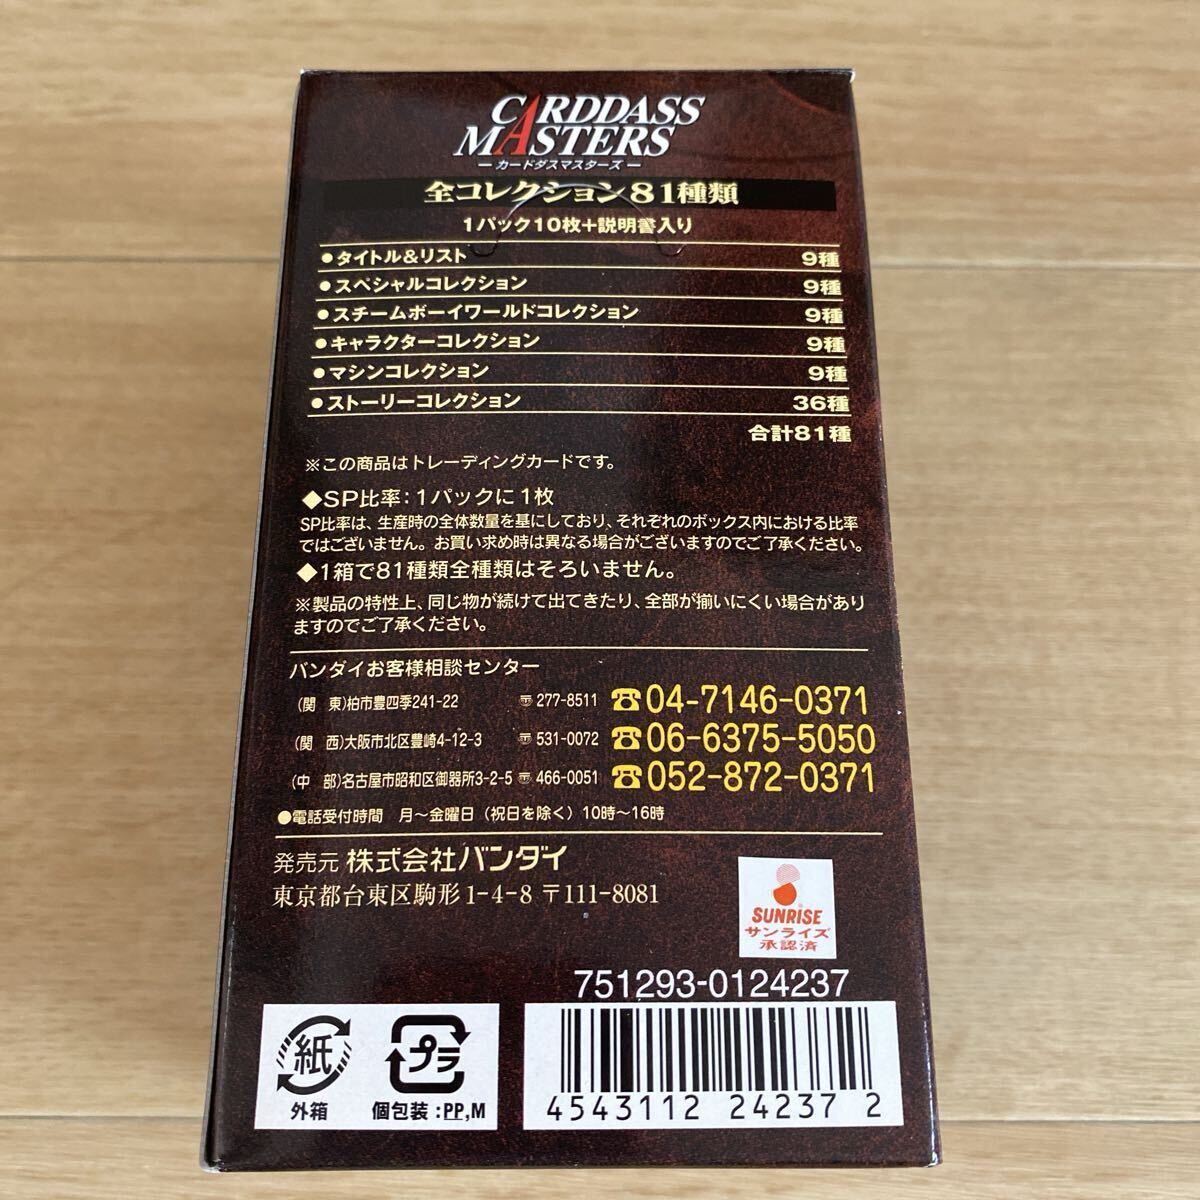 CARDDASS
MASTERS
―カードダスマスターズ―
全コレクション81種類
1パック10枚+説明書入り
●タイトル&リスト 9種
●スペシャルコレクション 9種
●スチームボーイワールドコレクション 9種
●キャラクターコレクション 9種
●マシンコレクション 9種
●ストーリーコレクション 36種
合計81種
※この商品はトレーディングカードです。
◆SP比率:1パックに1枚
SP比率は、生産時の全体数量を基にしており、それぞれのボックス内における比率
ではございません。お買い求め時は異なる場合がございますのでご了承ください。
◆1箱で81種類全種類はそろいません。
※製品の特性上、同じ物が続けて出てきたり、全部が揃いにくい場合があり
ますのでご了承ください。
バンダイお客様相談センター
(関 東)柏市豊四季241-22 〒277-8511 ☎04-7146-0371
(関 西)大阪市北区豊崎4-12-3 〒531-0072 ☎06-6375-5050
(中 部)名古屋市昭和区御器所3-2-5 〒466-0051 ☎052-872-0371
●電話受付時間 月~金曜日(祝日を除く)10時~16時
発売元 株式会社バンダイ
東京都台東区駒形1-4-8 〒111-8081
SUNRISE
サンライズ
承認済
751293-0124237
紙
外箱
プラ
個包装:PP,M
4543112 24237 2